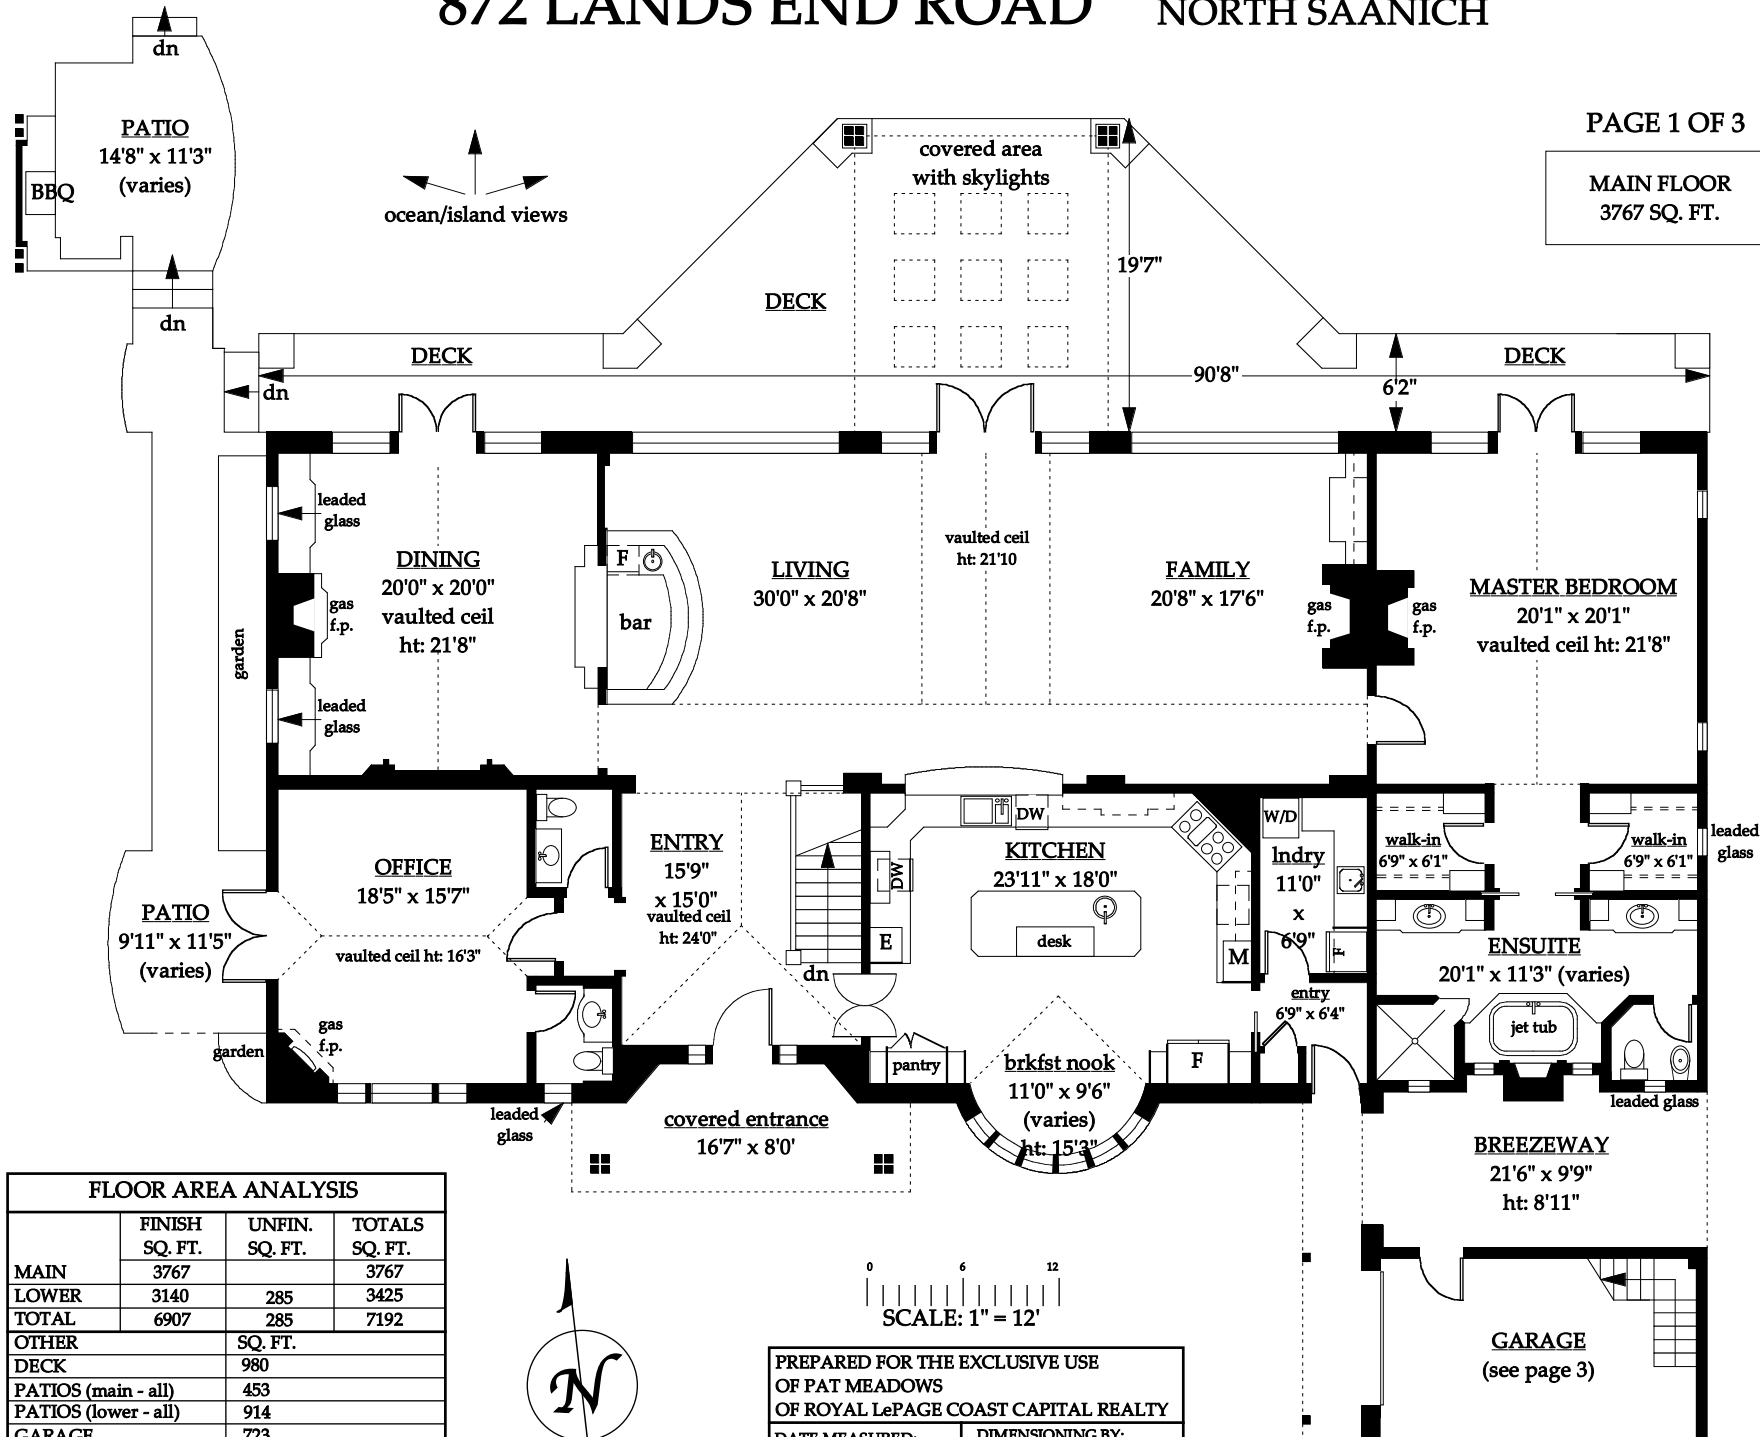 872 LANDS END ROAD NORTH SAANICH
PAGE 1 OF 3
MAIN FLOOR
3767 SQ. FT.
dn
PATIO
14'8" x 11'3"
(varies)
BBQ
dn
ocean/island views
covered area
with skylights
19'7"
DECK
DECK
dn
90'8"
6'2"
DECK
leaded
glass
DINING
20'0" x 20'0"
vaulted ceil
ht: 21'8"
gas
f.p.
garden
leaded
glass
F
bar
LIVING
30'0" x 20'8"
vaulted ceil
ht: 21'10
FAMILY
20'8" x 17'6"
gas
f.p.
gas
f.p.
MASTER BEDROOM
20'1" x 20'1"
vaulted ceil ht: 21'8"
OFFICE
18'5" x 15'7"
vaulted ceil ht: 16'3"
PATIO
9'11" x 11'5"
(varies)
garden
gas
f.p.
leaded
glass
ENTRY
15'9"
x 15'0"
vaulted ceil
ht: 24'0"
dn
DW
DW
KITCHEN
23'11" x 18'0"
desk
E
M
W/D
lndry
11'0"
x
6'9"
F
entry
6'9" x 6'4"
pantry
brkfst nook
11'0" x 9'6"
(varies)
ht: 15'3"
F
walk-in
6'9" x 6'1"
walk-in
6'9" x 6'1"
leaded
glass
ENSUITE
20'1" x 11'3" (varies)
jet tub
leaded glass
covered entrance
16'7" x 8'0'
BREEZEWAY
21'6" x 9'9"
ht: 8'11"
GARAGE
(see page 3)
FLOOR AREA ANALYSIS
FINISH UNFIN. TOTALS
SQ. FT. SQ. FT. SQ. FT.
MAIN 3767 3767
LOWER 3140 285 3425
TOTAL 6907 285 7192
OTHER SQ. FT.
DECK 980
PATIOS (main - all) 453
PATIOS (lower - all) 914
GARAGE 723
N
0 6 12
SCALE: 1" = 12'
PREPARED FOR THE EXCLUSIVE USE
OF PAT MEADOWS
OF ROYAL LePAGE COAST CAPITAL REALTY
DATE MEASURED: DIMENSIONING BY: